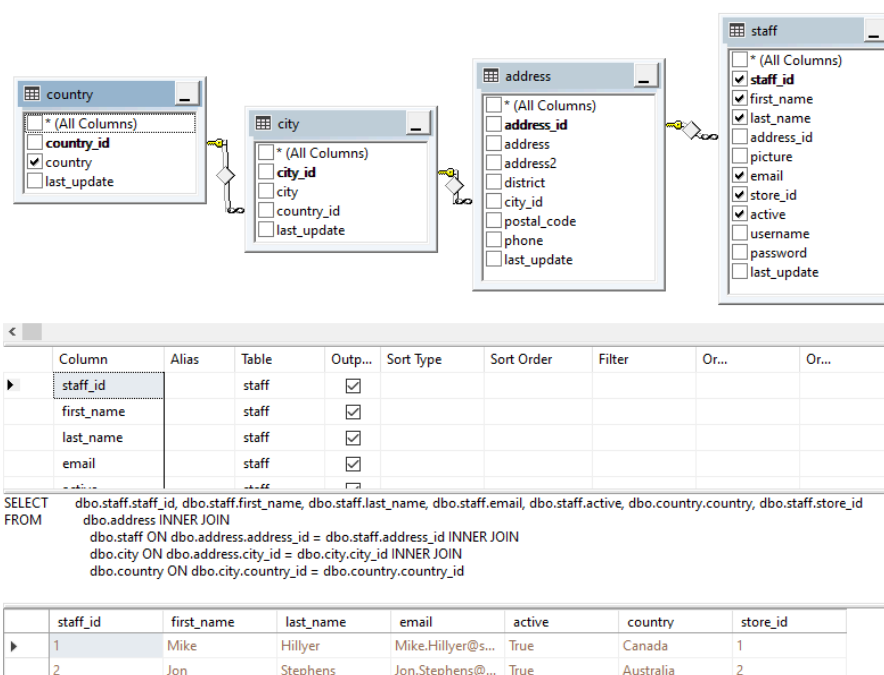 staff
* (All Columns)
staff_id
first_name
last_name
address_id
picture
email
store_id
active
username
password
last_update
address
* (All Columns)
address_id
address
address2
district
city_id
postal_code
phone
last_update
country
* (All Columns)
country_id
country
last_update
city
* (All Columns)
city_id
city
country_id
last_update
Column Alias Table Outp... Sort Type Sort Order Filter Or... Or...
staff_id staff
first_name staff
last_name staff
email staff
active staff
SELECT dbo.staff.staff_id, dbo.staff.first_name, dbo.staff.last_name, dbo.staff.email, dbo.staff.active, dbo.country.country, dbo.staff.store_id
FROM dbo.address INNER JOIN
dbo.staff ON dbo.address.address_id = dbo.staff.address_id INNER JOIN
dbo.city ON dbo.address.city_id = dbo.city.city_id INNER JOIN
dbo.country ON dbo.city.country_id = dbo.country.country_id
staff_id first_name last_name email active country store_id
1 Mike Hillyer Mike.Hillyer@s... True Canada 1
2 Jon Stephens Jon.Stephens@... True Australia 2